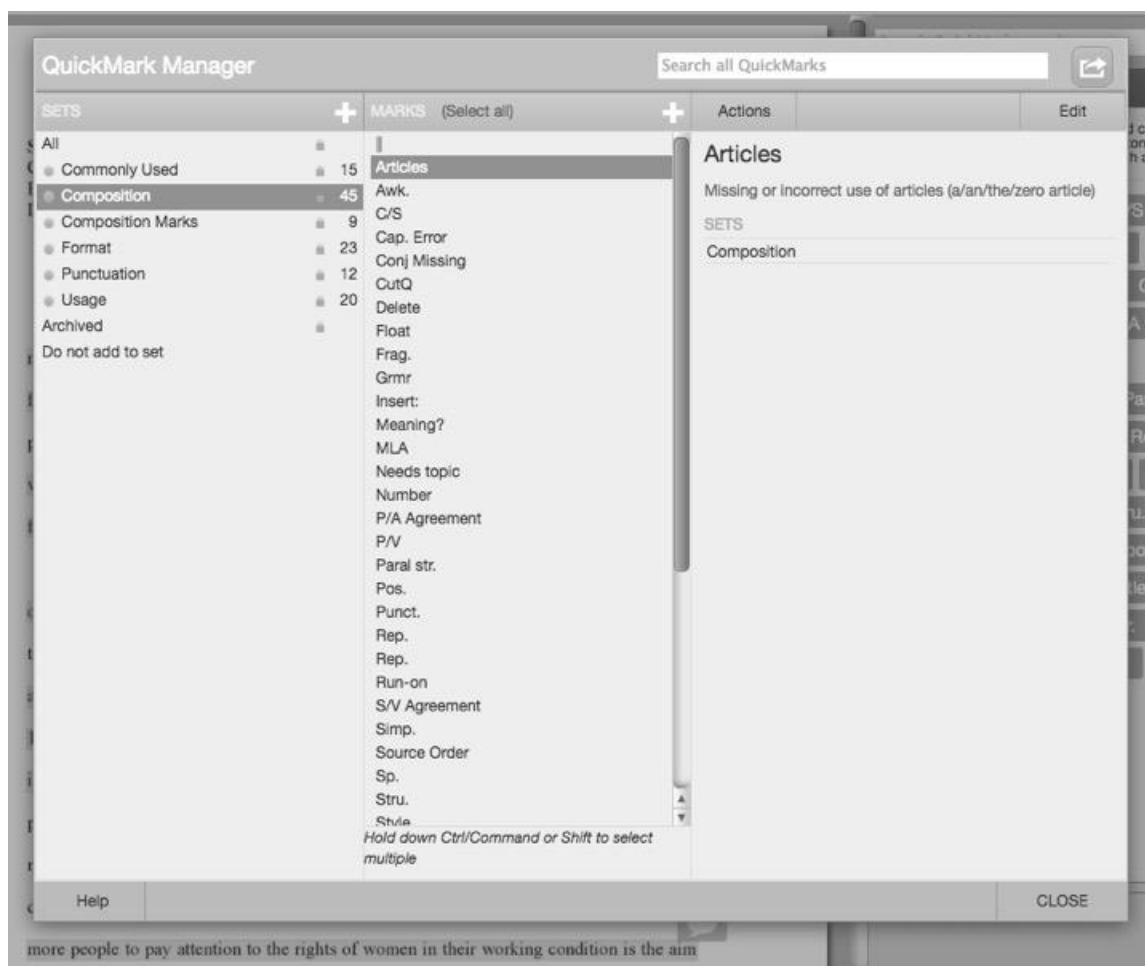 QuickMark Manager
Search all QuickMarks
SETS
MARKS (Select all)
Actions
Edit
All
Commonly Used 15
Composition 45
Composition Marks 9
Format 23
Punctuation 12
Usage 20
Archived
Do not add to set
Articles
Awk.
C/S
Cap. Error
Conj Missing
CutQ
Delete
Float
Frag.
Grmr
Insert:
Meaning?
MLA
Needs topic
Number
P/A Agreement
P/V
Paral str.
Pos.
Punct.
Rep.
Rep.
Run-on
S/V Agreement
Simp.
Source Order
Sp.
Stru.
Style
Hold down Ctrl/Command or Shift to select
multiple
Articles
Missing or incorrect use of articles (a/an/the/zero article)
SETS
Composition
Help
CLOSE
more people to pay attention to the rights of women in their working condition is the aim